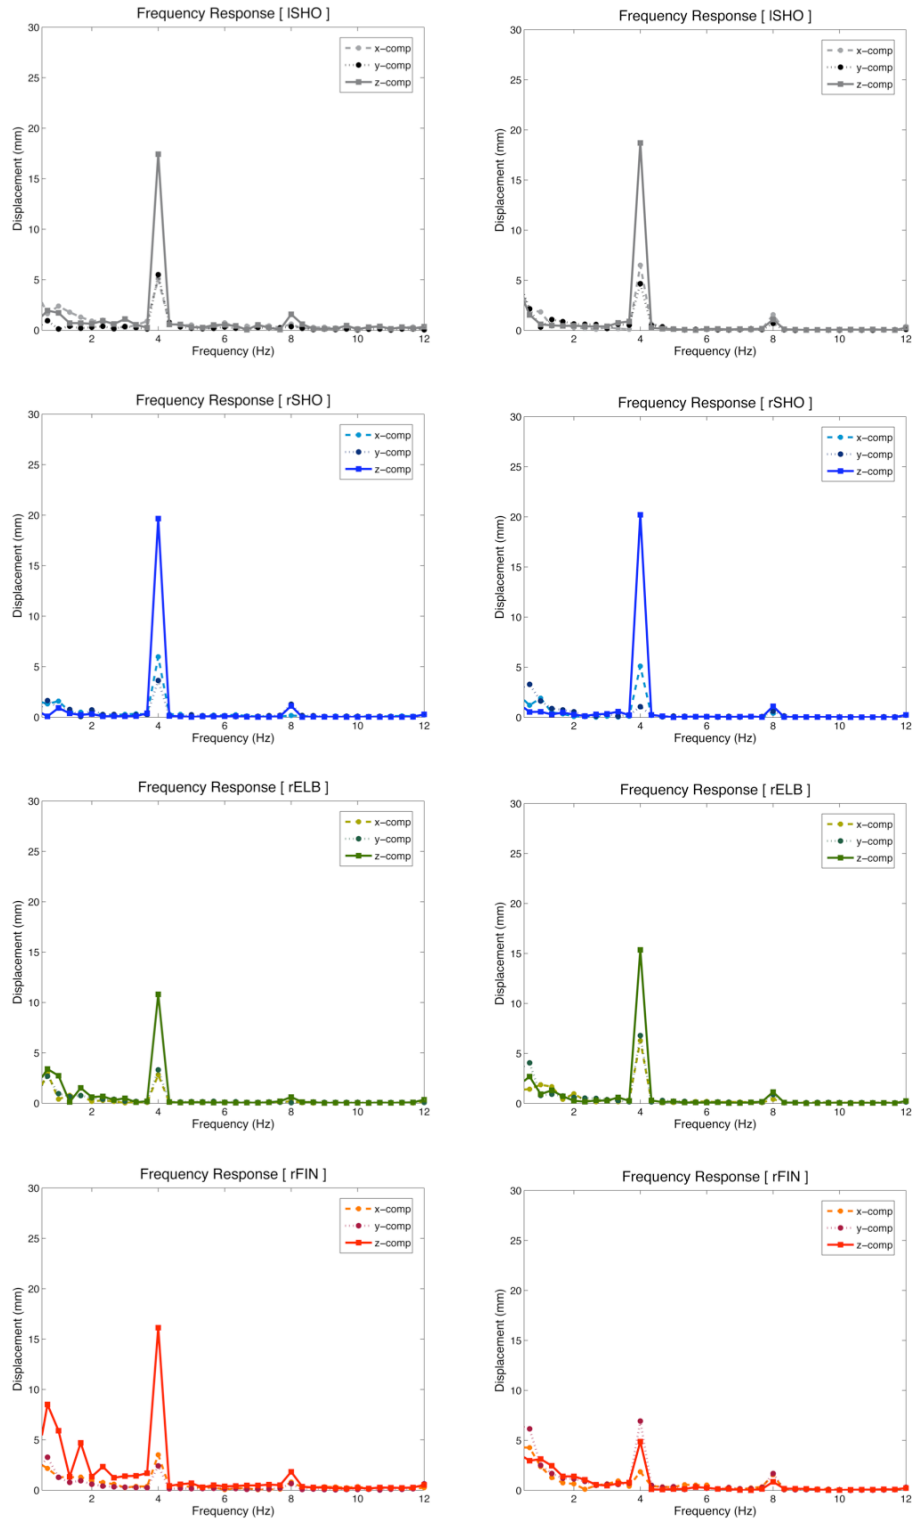 Frequency Response [ lSHO ]
30
25
20
15
10
5
0
Displacement (mm)
x-comp
y-comp
z-comp
2 4 6 8 10 12
Frequency (Hz)
Frequency Response [ lSHO ]
30
25
20
15
10
5
0
Displacement (mm)
x-comp
y-comp
z-comp
2 4 6 8 10 12
Frequency (Hz)
Frequency Response [ rSHO ]
30
25
20
15
10
5
0
Displacement (mm)
x-comp
y-comp
z-comp
2 4 6 8 10 12
Frequency (Hz)
Frequency Response [ rSHO ]
30
25
20
15
10
5
0
Displacement (mm)
x-comp
y-comp
z-comp
2 4 6 8 10 12
Frequency (Hz)
Frequency Response [ rELB ]
30
25
20
15
10
5
0
Displacement (mm)
x-comp
y-comp
z-comp
2 4 6 8 10 12
Frequency (Hz)
Frequency Response [ rELB ]
30
25
20
15
10
5
0
Displacement (mm)
x-comp
y-comp
z-comp
2 4 6 8 10 12
Frequency (Hz)
Frequency Response [ rFIN ]
30
25
20
15
10
5
0
Displacement (mm)
x-comp
y-comp
z-comp
2 4 6 8 10 12
Frequency (Hz)
Frequency Response [ rFIN ]
30
25
20
15
10
5
0
Displacement (mm)
x-comp
y-comp
z-comp
2 4 6 8 10 12
Frequency (Hz)